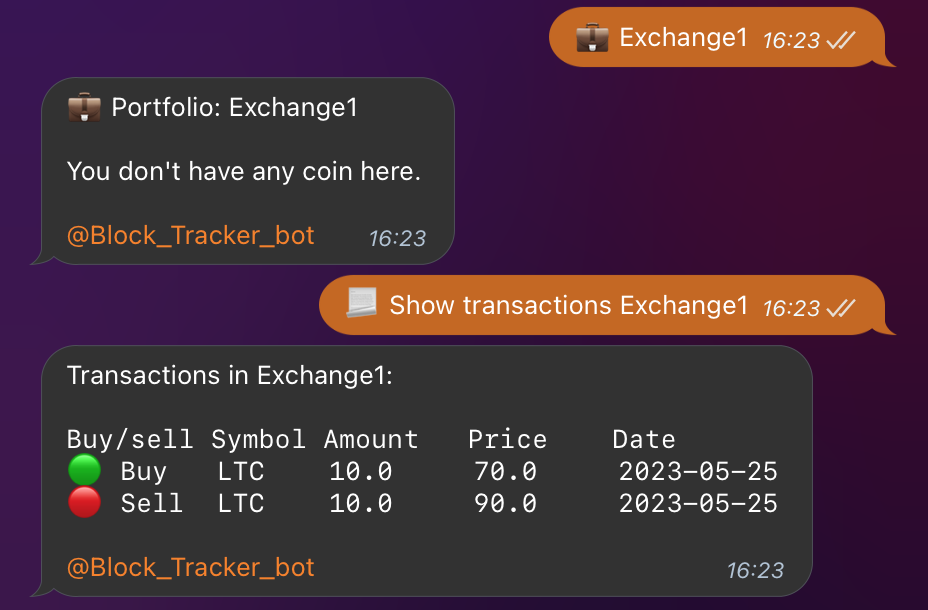 Exchange1 16:23
Portfolio: Exchange1
You don't have any coin here.
@Block_Tracker_bot 16:23
Show transactions Exchange1 16:23
Transactions in Exchange1:
Buy/sell Symbol Amount Price Date
Buy LTC 10.0 70.0 2023-05-25
Sell LTC 10.0 90.0 2023-05-25
@Block_Tracker_bot 16:23